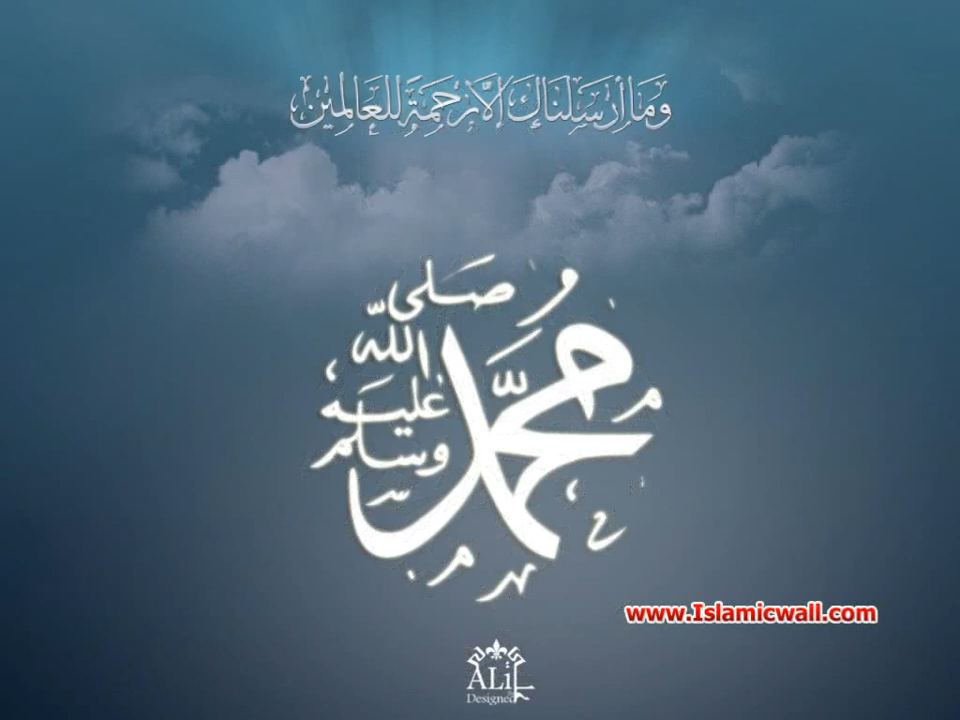 وما أرسلناك إلا رحمة للعالمين
محمد
صلى
الله
عليه
وسلم
www.Islamicwall.com
ALi
Designed